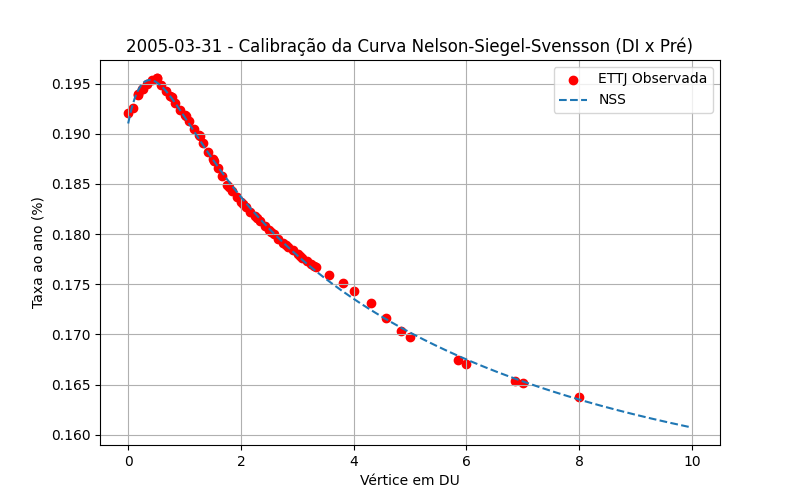 2005-03-31 - Calibração da Curva Nelson-Siegel-Svensson (DI x Pré)
ETTJ Observada
NSS
Taxa ao ano (%)
0.195
0.190
0.185
0.180
0.175
0.170
0.165
0.160
0 2 4 6 8 10
Vértice em DU